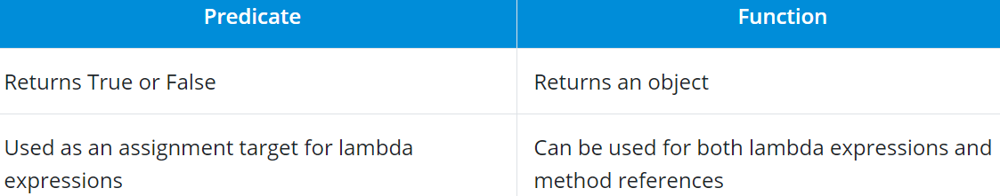 Predicate
Function
Returns True or False
Returns an object
Used as an assignment target for lambda
expressions
Can be used for both lambda expressions and
method references